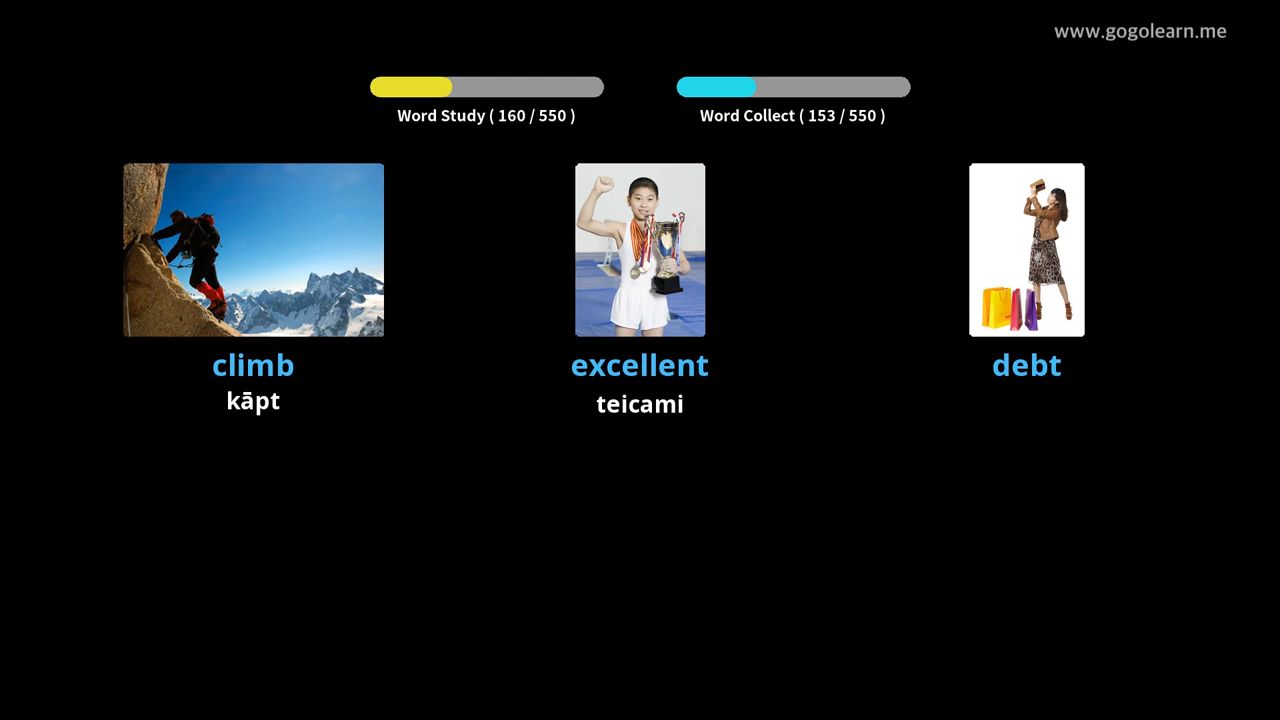 www.gogolearn.me
Word Study ( 160 / 550 )
Word Collect ( 153 / 550 )
climb
kāpt
excellent
teicami
debt